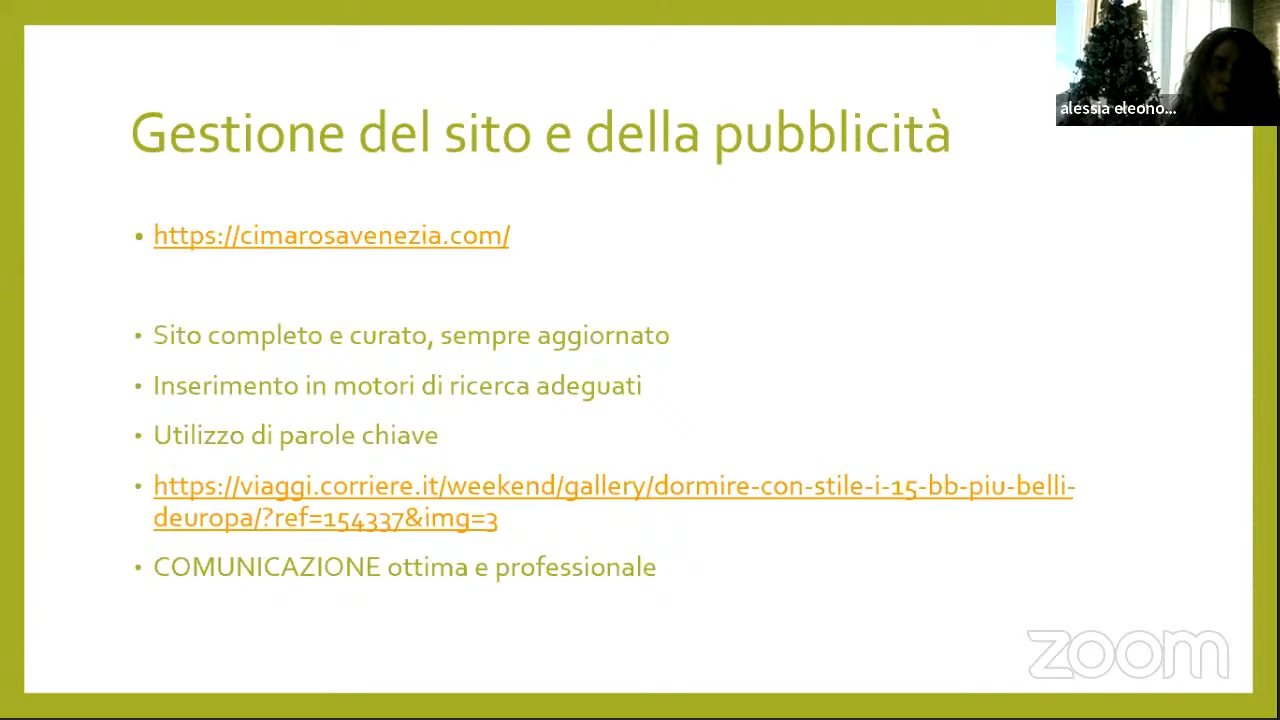 alessia eleono...
Gestione del sito e della pubblicità
• https://cimarosavenezia.com/
• Sito completo e curato, sempre aggiornato
• Inserimento in motori di ricerca adeguati
• Utilizzo di parole chiave
• https://viaggi.corriere.it/weekend/gallery/dormire-con-stile-i-15-bb-piu-belli-
deuropa/?ref=154337&img=3
• COMUNICAZIONE ottima e professionale
zoom